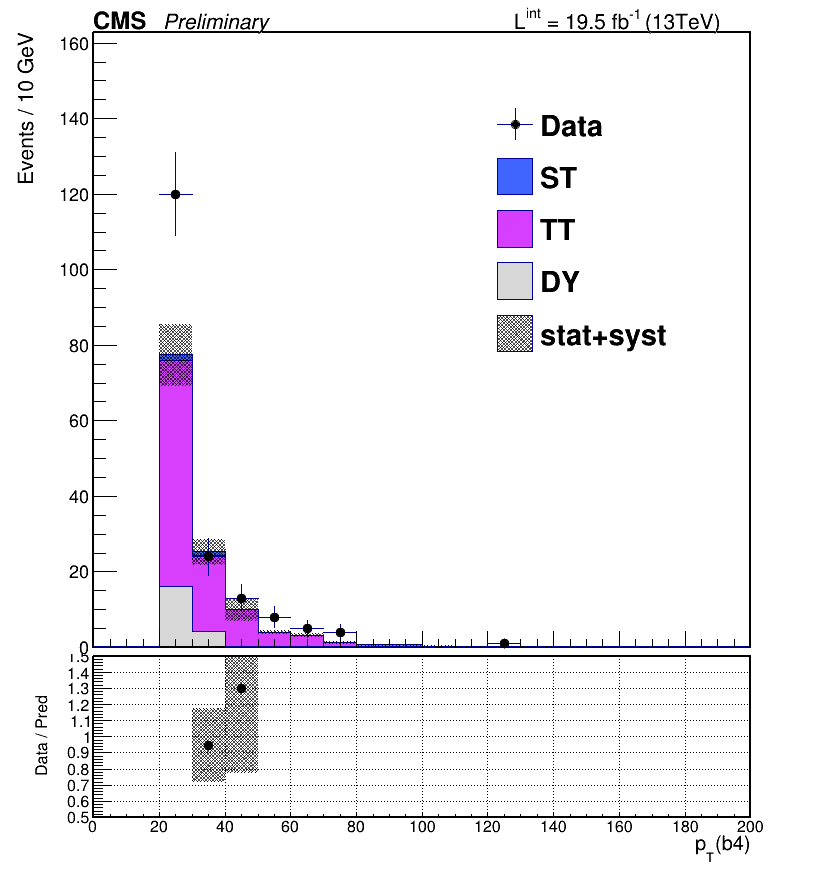 CMS Preliminary L^int = 19.5 fb^-1 (13TeV)
Events / 10 GeV
160
140
120
100
80
60
40
20
0
Data
ST
TT
DY
stat+syst
Data / Pred
1.5
1.4
1.3
1.2
1.1
1
0.9
0.8
0.7
0.6
0.5
0 20 40 60 80 100 120 140 160 180 200
p_T(b4)